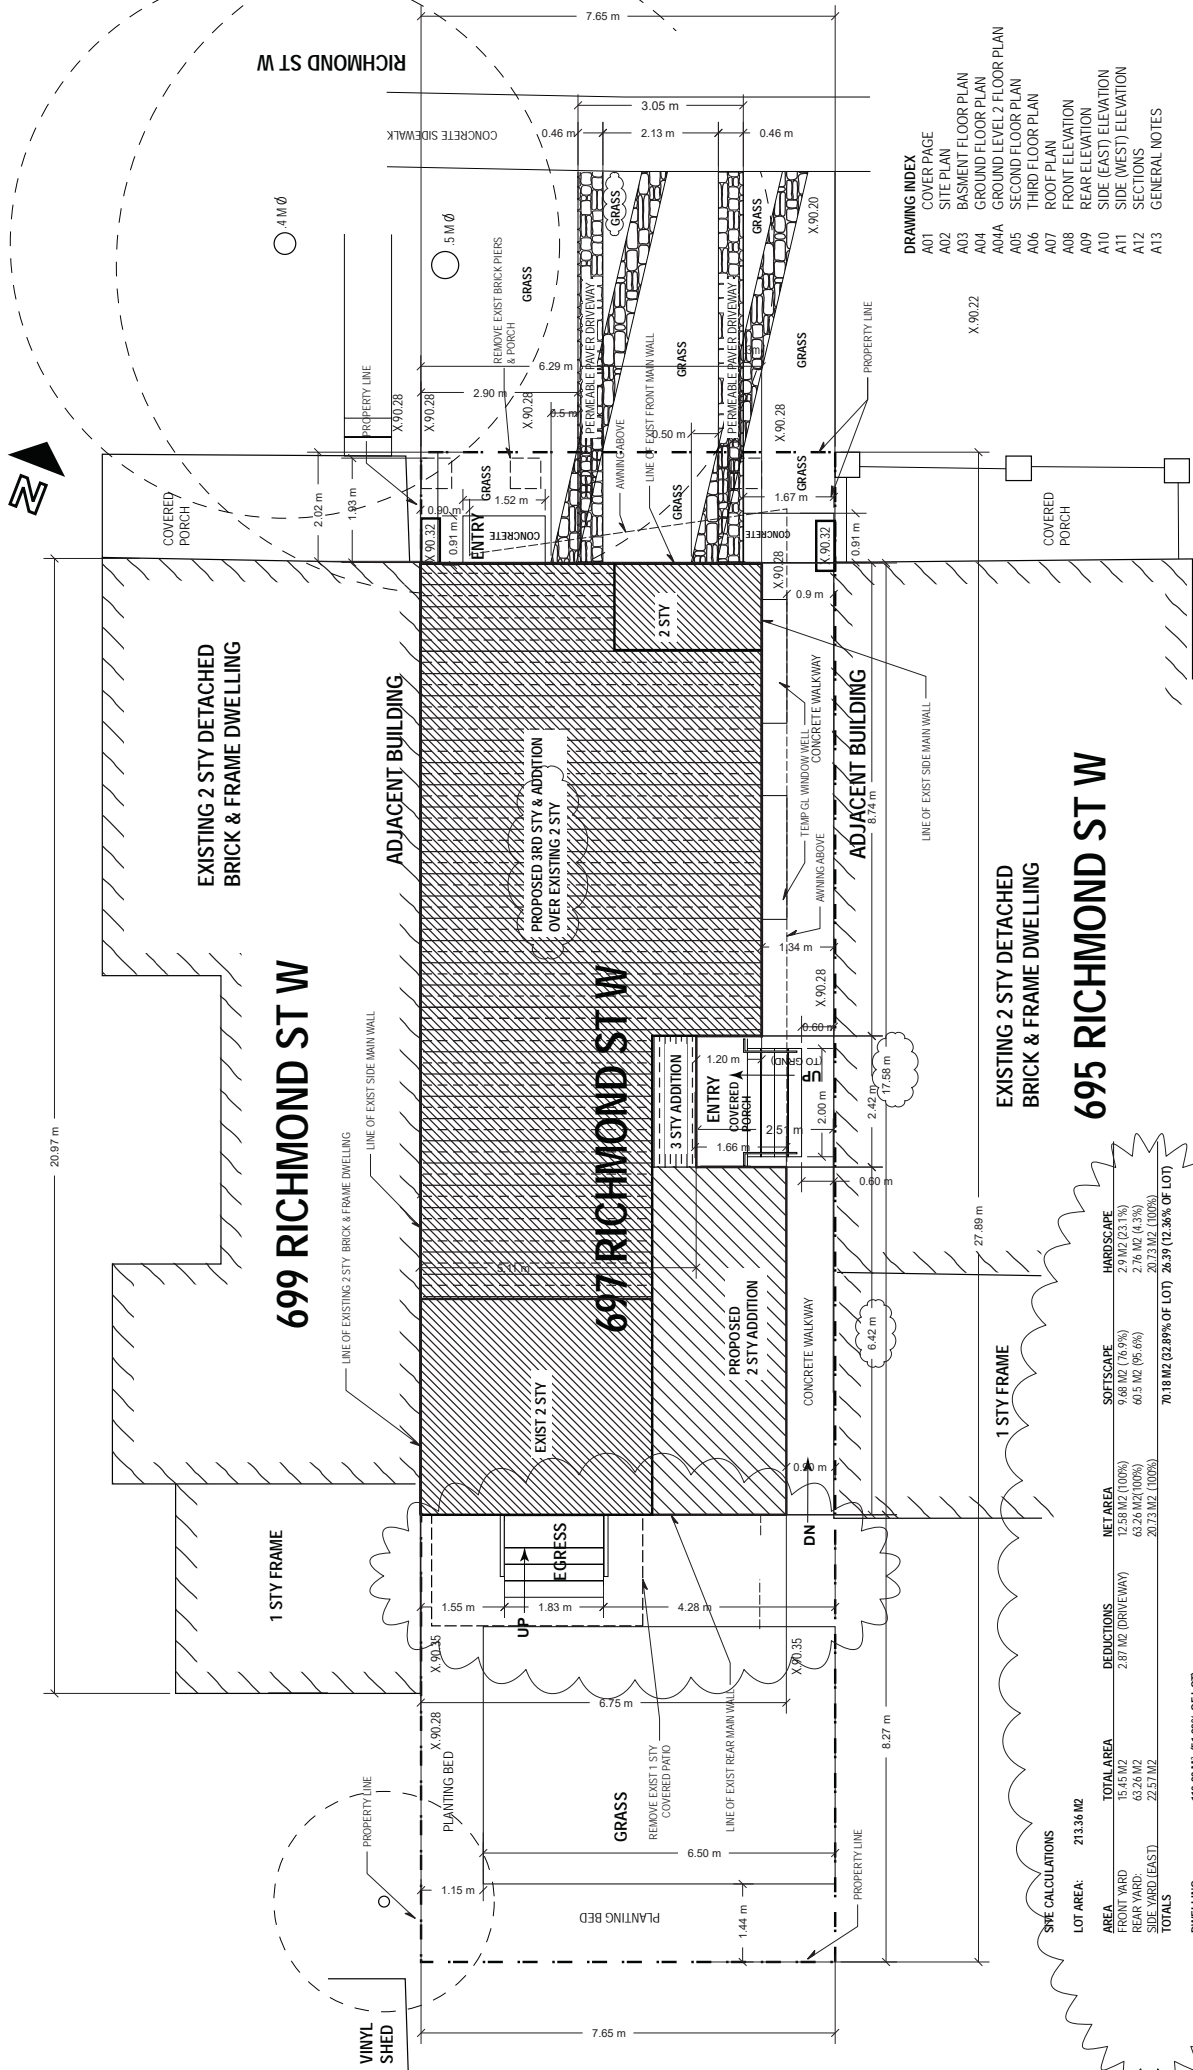 7.65 m
RICHMOND ST W
CONCRETE SIDEWALK
3.05 m
0.46 m
2.13 m
0.46 m
.4 M Ø
.5 M Ø
GRASS
GRASS
GRASS
X.90.20
REMOVE EXIST BRICK PIERS
& PORCH
PERMEABLE PAVER DRIVEWAY
PERMEABLE PAVER DRIVEWAY
LINE OF EXIST FRONT MAIN WALL
AWNING ABOVE
GRASS
GRASS
PROPERTY LINE
PROPERTY LINE
6.29 m
2.90 m
X.90.28
X.90.28
X.90.28
X.90.28
0.50 m
X.90.22
DRAWING INDEX
A01 COVER PAGE
A02 SITE PLAN
A03 BASMENT FLOOR PLAN
A04 GROUND FLOOR PLAN
A04A GROUND LEVEL 2 FLOOR PLAN
A05 SECOND FLOOR PLAN
A06 THIRD FLOOR PLAN
A07 ROOF PLAN
A08 FRONT ELEVATION
A09 REAR ELEVATION
A10 SIDE (EAST) ELEVATION
A11 SIDE (WEST) ELEVATION
A12 SECTIONS
A13 GENERAL NOTES
N
COVERED
PORCH
2.02 m
1.93 m
GRASS
1.52 m
0.90 m
0.91 m
X.90.32
ENTRY
CONCRETE
GRASS
GRASS
1.67 m
CONCRETE
X.90.32
0.91 m
COVERED
PORCH
X.90.28
0.9 m
2 STY
EXISTING 2 STY DETACHED
BRICK & FRAME DWELLING
ADJACENT BUILDING
PROPOSED 3RD STY & ADDITION
OVER EXISTING 2 STY
TEMP GL WINDOW WELL
CONCRETE WALKWAY
AWNING ABOVE
ADJACENT BUILDING
8.74 m
LINE OF EXIST SIDE MAIN WALL
1.34 m
X.90.28
0.60 m
699 RICHMOND ST W
697 RICHMOND ST W
695 RICHMOND ST W
EXISTING 2 STY DETACHED
BRICK & FRAME DWELLING
20.97 m
LINE OF EXIST SIDE MAIN WALL
LINE OF EXISTING 2 STY BRICK & FRAME DWELLING
3 STY ADDITION
1.20 m
ENTRY
COVERED
PORCH
(TO GRND)
UP
2.51 m
1.66 m
2.00 m
2.42 m
17.58 m
0.60 m
27.89 m
5.11 m
EXIST 2 STY
PROPOSED
2 STY ADDITION
CONCRETE WALKWAY
6.42 m
1 STY FRAME
0.90 m
DN
1 STY FRAME
EGRESS
UP
1.55 m
1.83 m
4.28 m
X.90.35
X.90.35
6.75 m
X.90.28
PLANTING BED
GRASS
REMOVE EXIST 1 STY
COVERED PATIO
LINE OF EXIST REAR MAIN WALL
8.27 m
PROPERTY LINE
PROPERTY LINE
6.50 m
1.15 m
PLANTING BED
1.44 m
7.65 m
VINYL
SHED
SITE CALCULATIONS
LOT AREA: 213.36 M2
AREA TOTAL AREA DEDUCTIONS NET AREA SOFTSCAPE HARDSCAPE
FRONT YARD 15.45 M2 2.87 M2 (DRIVEWAY) 12.58 M2 (100%) 9.68 M2 (76.9%) 2.9 M2 (23.1%)
REAR YARD: 63.26 M2 63.26 M2(100%) 60.5 M2 (95.6%) 2.76 M2 (4.3%)
SIDE YARD (EAST) 22.57 M2 20.73 M2 (100%) 20.73 M2 (100%)
TOTALS 70.18 M2 (32.89% OF LOT) 26.39 (12.36% OF LOT)